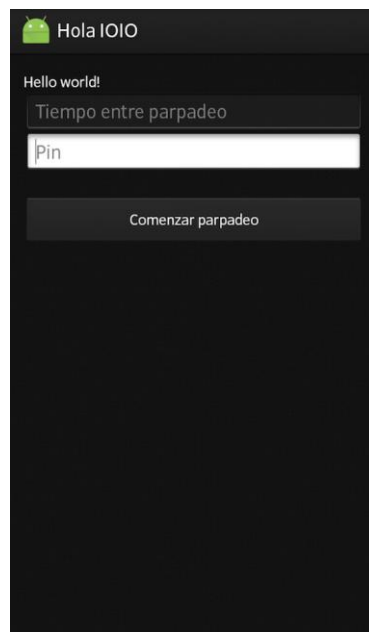 Hola IOIO
Hello world!
Tiempo entre parpadeo
Pin
Comenzar parpadeo